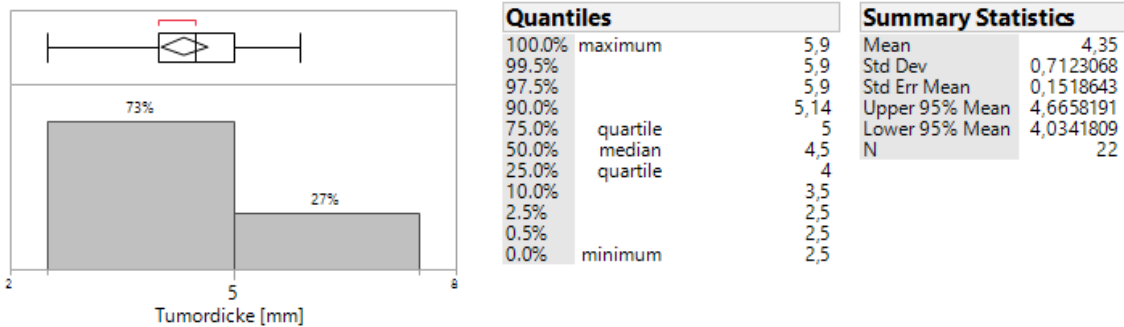 73%
27%
2
5
8
Tumordicke [mm]
Quantiles
100.0% maximum 5,9
99.5% 5,9
97.5% 5,9
90.0% 5,14
75.0% quartile 5
50.0% median 4,5
25.0% quartile 4
10.0% 3,5
2.5% 2,5
0.5% 2,5
0.0% minimum 2,5
Summary Statistics
Mean 4,35
Std Dev 0,7123068
Std Err Mean 0,1518643
Upper 95% Mean 4,6658191
Lower 95% Mean 4,0341809
N 22